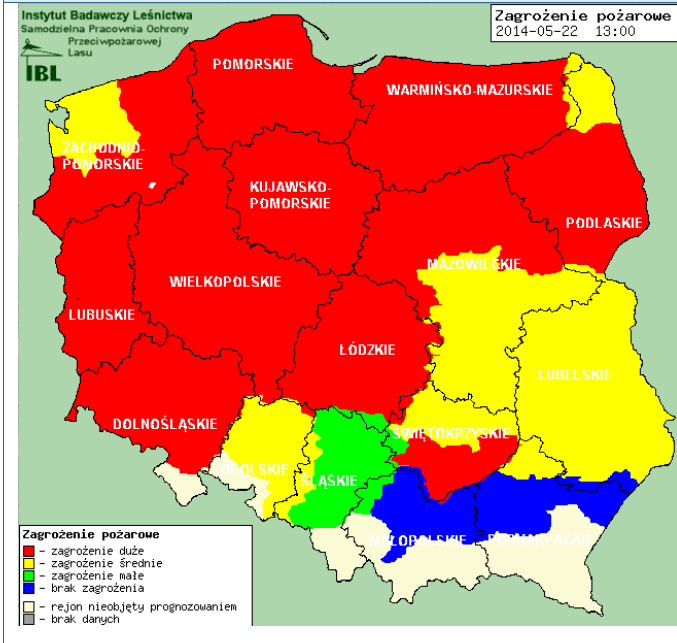 Instytut Badawczy Leśnictwa
Samodzielna Pracownia Ochrony
Przeciwpożarowej
Lasu
IBL
Zagrożenie pożarowe
2014-05-22 13:00
POMORSKIE
WARMIŃSKO-MAZURSKIE
ZACHODNIO-
POMORSKIE
KUJAWSKO-
POMORSKIE
PODLASKIE
MAZOWIECKIE
WIELKOPOLSKIE
LUBUSKIE
ŁÓDZKIE
LUBELSKIE
DOLNOŚLĄSKIE
ŚWIĘTOKRZYSKIE
OPOLSKIE
ŚLĄSKIE
MAŁOPOLSKIE
PODKARPACKIE
Zagrożenie pożarowe
- zagrożenie duże
- zagrożenie średnie
- zagrożenie małe
- brak zagrożenia
- rejon nieobjęty prognozowaniem
- brak danych